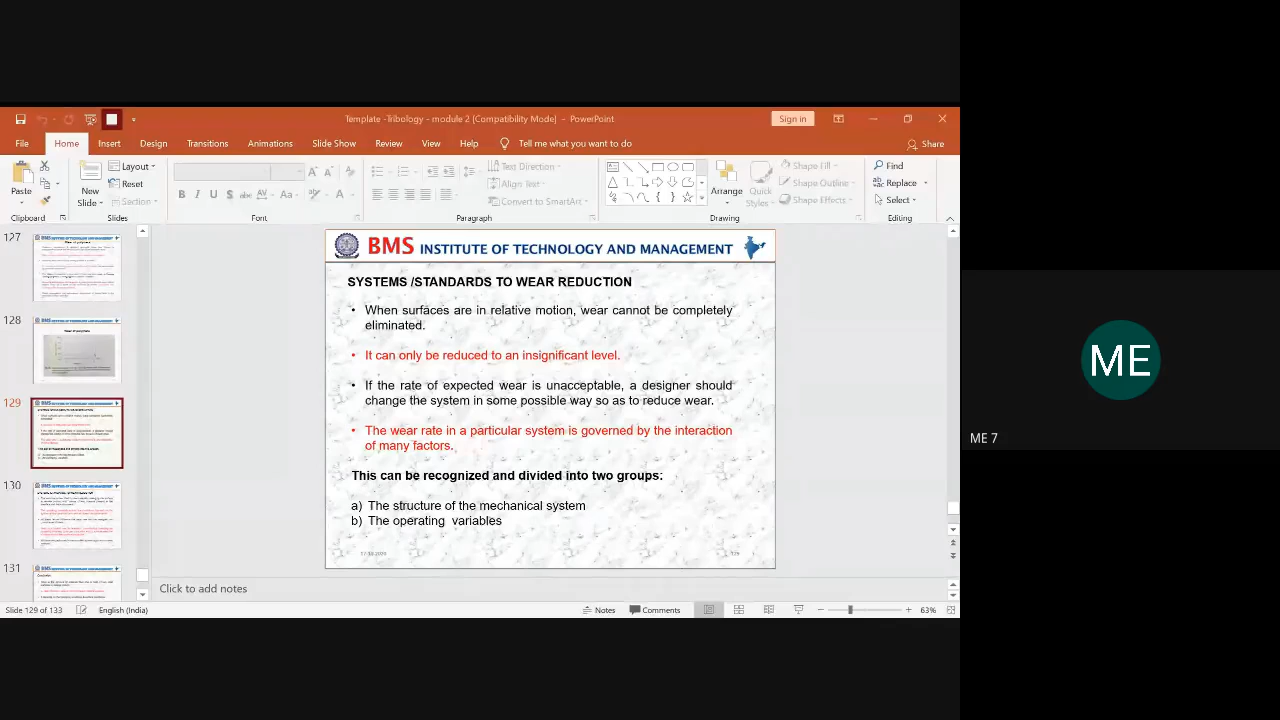 Template -Tribology - module 2 [Compatibility Mode] - PowerPoint
Sign in
File Home Insert Design Transitions Animations Slide Show Review View Help Tell me what you want to do Share
Paste
New Slide
Layout
Reset
Section
B I U S abc AV Aa
Text Direction
Align Text
Convert to SmartArt
Arrange
Quick Styles
Shape Fill
Shape Outline
Shape Effects
Find
Replace
Select
Clipboard Slides Font Paragraph Drawing Editing
127
128
129
130
131
BMS INSTITUTE OF TECHNOLOGY AND MANAGEMENT
SYSTEMS /STANDARDS TO WEAR REDUCTION
• When surfaces are in relative motion, wear cannot be completely
eliminated.
• It can only be reduced to an insignificant level.
• If the rate of expected wear is unacceptable, a designer should
change the system in some possible way so as to reduce wear.
• The wear rate in a particular systems governed by the interaction
of many factors.
This can be recognized are divided into two groups:
a) The structure of the mechanical system
b) The operating variables
129
Click to add notes
Slide 129 of 133 English (India) Notes Comments 63%
ME
ME 7